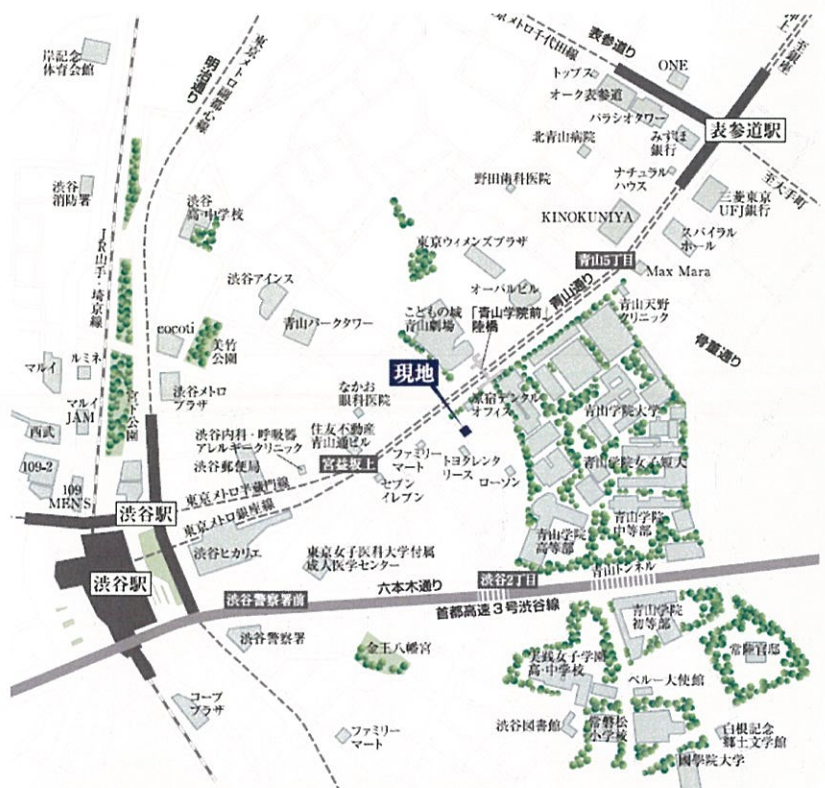 岸記念
体育会館
明治通り
東京メトロ副都心線
東京メトロ千代田線
表参道り
ONE
至銀座
トップス
オーク表参道
パラシオタワー
みずほ
銀行
表参道駅
北青山病院
ナチュラル
ハウス
至大手町
野田歯科医院
三菱東京
UFJ銀行
渋谷
消防署
渋谷
高・中学校
KINOKUNIYA
スパイラル
ホール
JR山手・埼京線
東京ウィメンズプラザ
青山5丁目
Max Mara
渋谷アインス
オーバルビル
青山通り
青山天野
クリニック
こどもの城
青山劇場
「青山学院前」
陸橋
骨董通り
青山パークタワー
cocoti
美竹
公園
マルイ
ルミネ
現地
渋谷メトロ
プラザ
なかお
眼科医院
原宿デンタル
オフィス
マルイ
JAM
宮下公園
青山学院大学
西武
渋谷内科・呼吸器
アレルギークリニック
住友不動産
青山通ビル
ファミリー
マート
渋谷郵便局
宮益坂上
トヨタレンタ
リース
青山学院女子短大
109-2
109
MEN'S
セブン
イレブン
ローソン
東京メトロ半蔵門線
渋谷駅
東京メトロ銀座線
青山学院
中等部
青山学院
高等部
渋谷ヒカリエ
東京女子医科大学付属
成人医学センター
渋谷駅
六本木通り
渋谷2丁目
青山トンネル
渋谷警察署前
首都高速3号渋谷線
青山学院
初等部
渋谷警察署
金王八幡宮
実践女子学園
高・中学校
常陸宮邸
ペルー大使館
コープ
プラザ
渋谷図書館
常磐松
小学校
白根記念
郷土文学館
ファミリー
マート
國學院大学